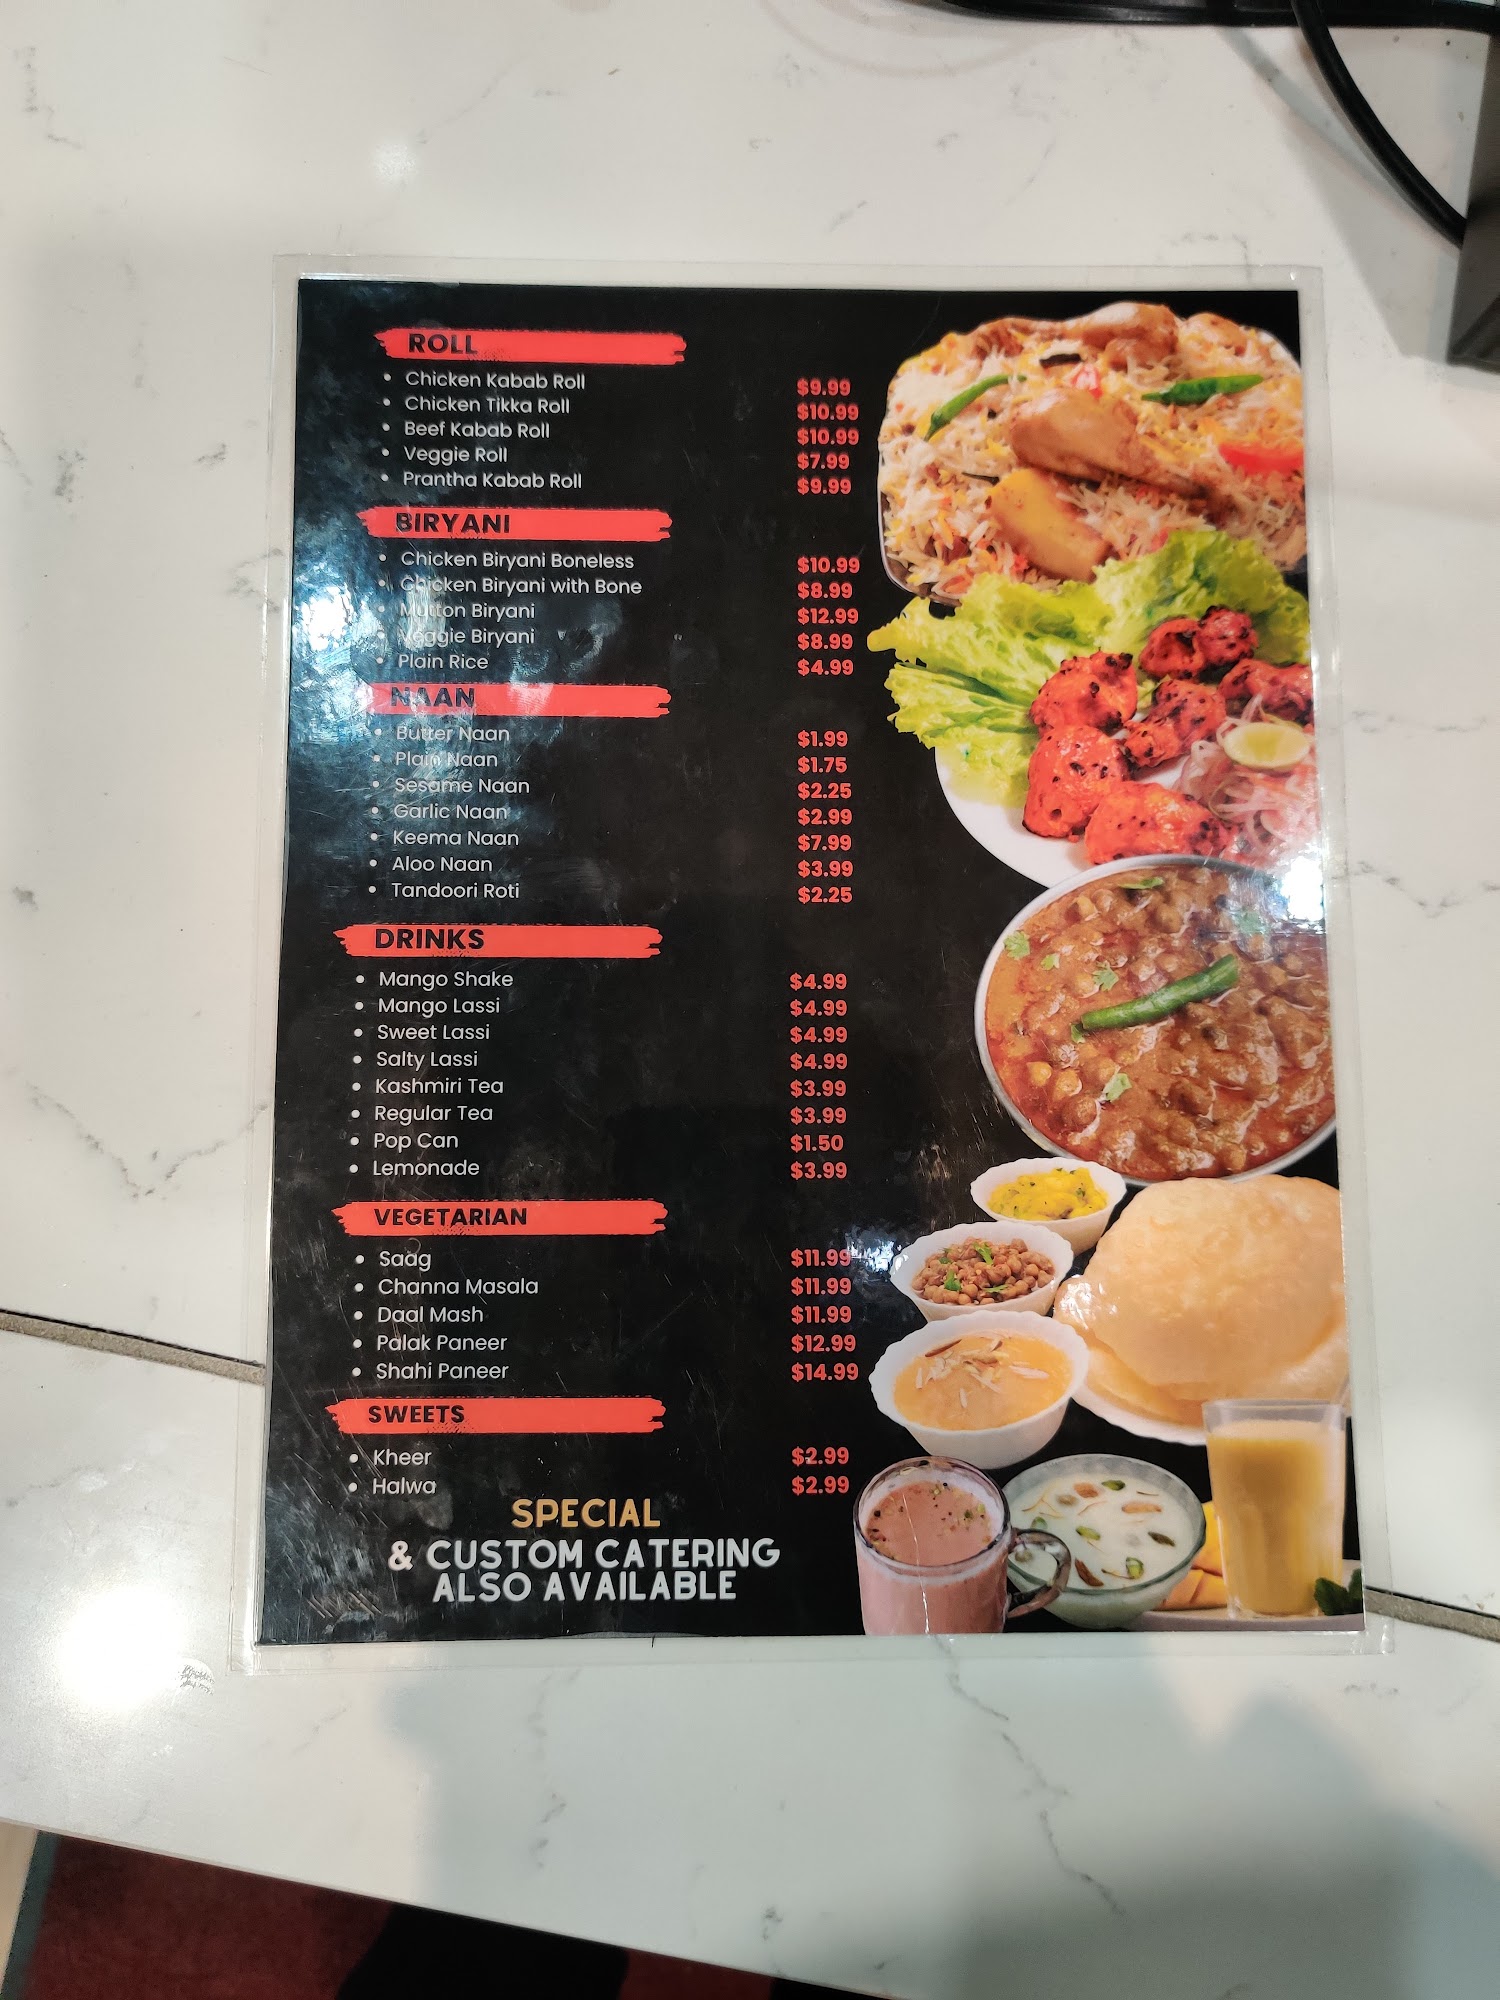 ROLL
• Chicken Kabab Roll $9.99
• Chicken Tikka Roll $10.99
• Beef Kabab Roll $10.99
• Veggie Roll $7.99
• Prantha Kabab Roll $9.99
BIRYANI
• Chicken Biryani Boneless $10.99
• Chicken Biryani with Bone $8.99
• Mutton Biryani $12.99
• Veggie Biryani $8.99
• Plain Rice $4.99
NAAN
• Butter Naan $1.99
• Plain Naan $1.75
• Sesame Naan $2.25
• Garlic Naan $2.99
• Keema Naan $7.99
• Aloo Naan $3.99
• Tandoori Roti $2.25
DRINKS
• Mango Shake $4.99
• Mango Lassi $4.99
• Sweet Lassi $4.99
• Salty Lassi $4.99
• Kashmiri Tea $3.99
• Regular Tea $3.99
• Pop Can $1.50
• Lemonade $3.99
VEGETARIAN
• Saag $11.99
• Channa Masala $11.99
• Daal Mash $11.99
• Palak Paneer $12.99
• Shahi Paneer $14.99
SWEETS
• Kheer $2.99
• Halwa $2.99
SPECIAL
& CUSTOM CATERING
ALSO AVAILABLE